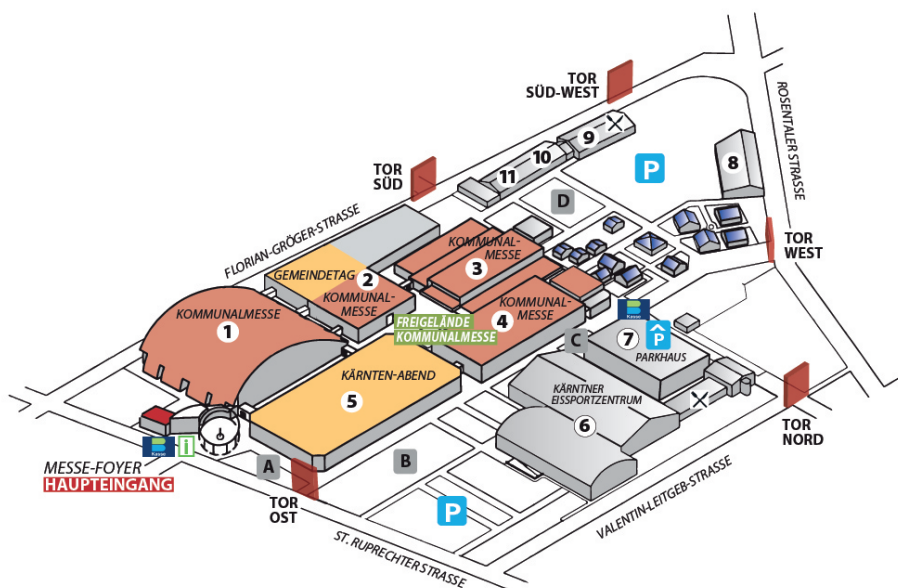 TOR
SÜD-WEST
ROSENTALER STRASSE
9
10
11
P
8
TOR
SÜD
D
FLORIAN-GRÖGER-STRASSE
TOR
WEST
KOMMUNAL-
MESSE
3
GEMEINDETAG
2
KOMMUNAL-
MESSE
KOMMUNAL-
MESSE
4
KOMMUNALMESSE
1
FREIGELÄNDE
KOMMUNALMESSE
Kasse
C
7
P
PARKHAUS
KÄRNTEN-ABEND
5
KÄRNTNER
EISSPORTZENTRUM
6
TOR
NORD
Kasse
i
MESSE-FOYER
HAUPTEINGANG
A
B
TOR
OST
P
ST. RUPRECHTER STRASSE
VALENTIN-LEITGEB-STRASSE